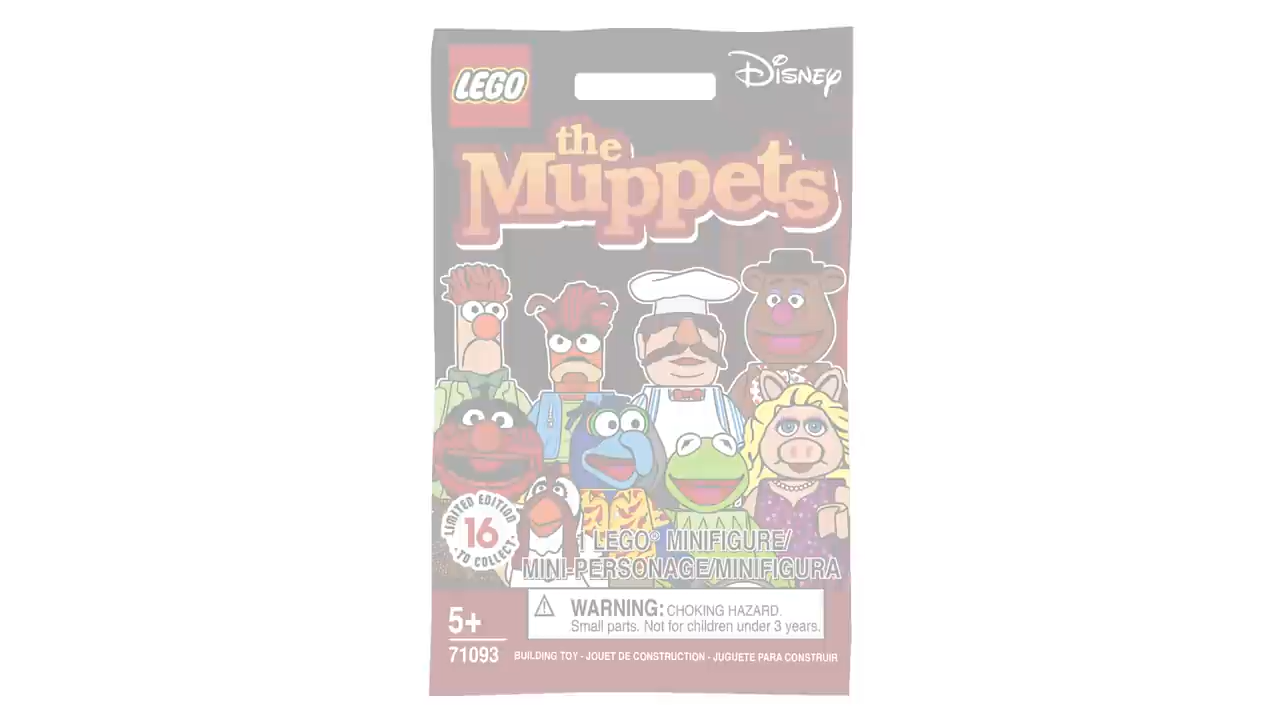 LEGO
Disney
the
Muppets
LIMITED EDITION
16
TO COLLECT
1 LEGO® MINIFIGURE/
MINI-PERSONAGE/MINIFIGURA
WARNING: CHOKING HAZARD.
Small parts. Not for children under 3 years.
5+
71093
BUILDING TOY - JOUET DE CONSTRUCTION - JUGUETE PARA CONSTRUIR